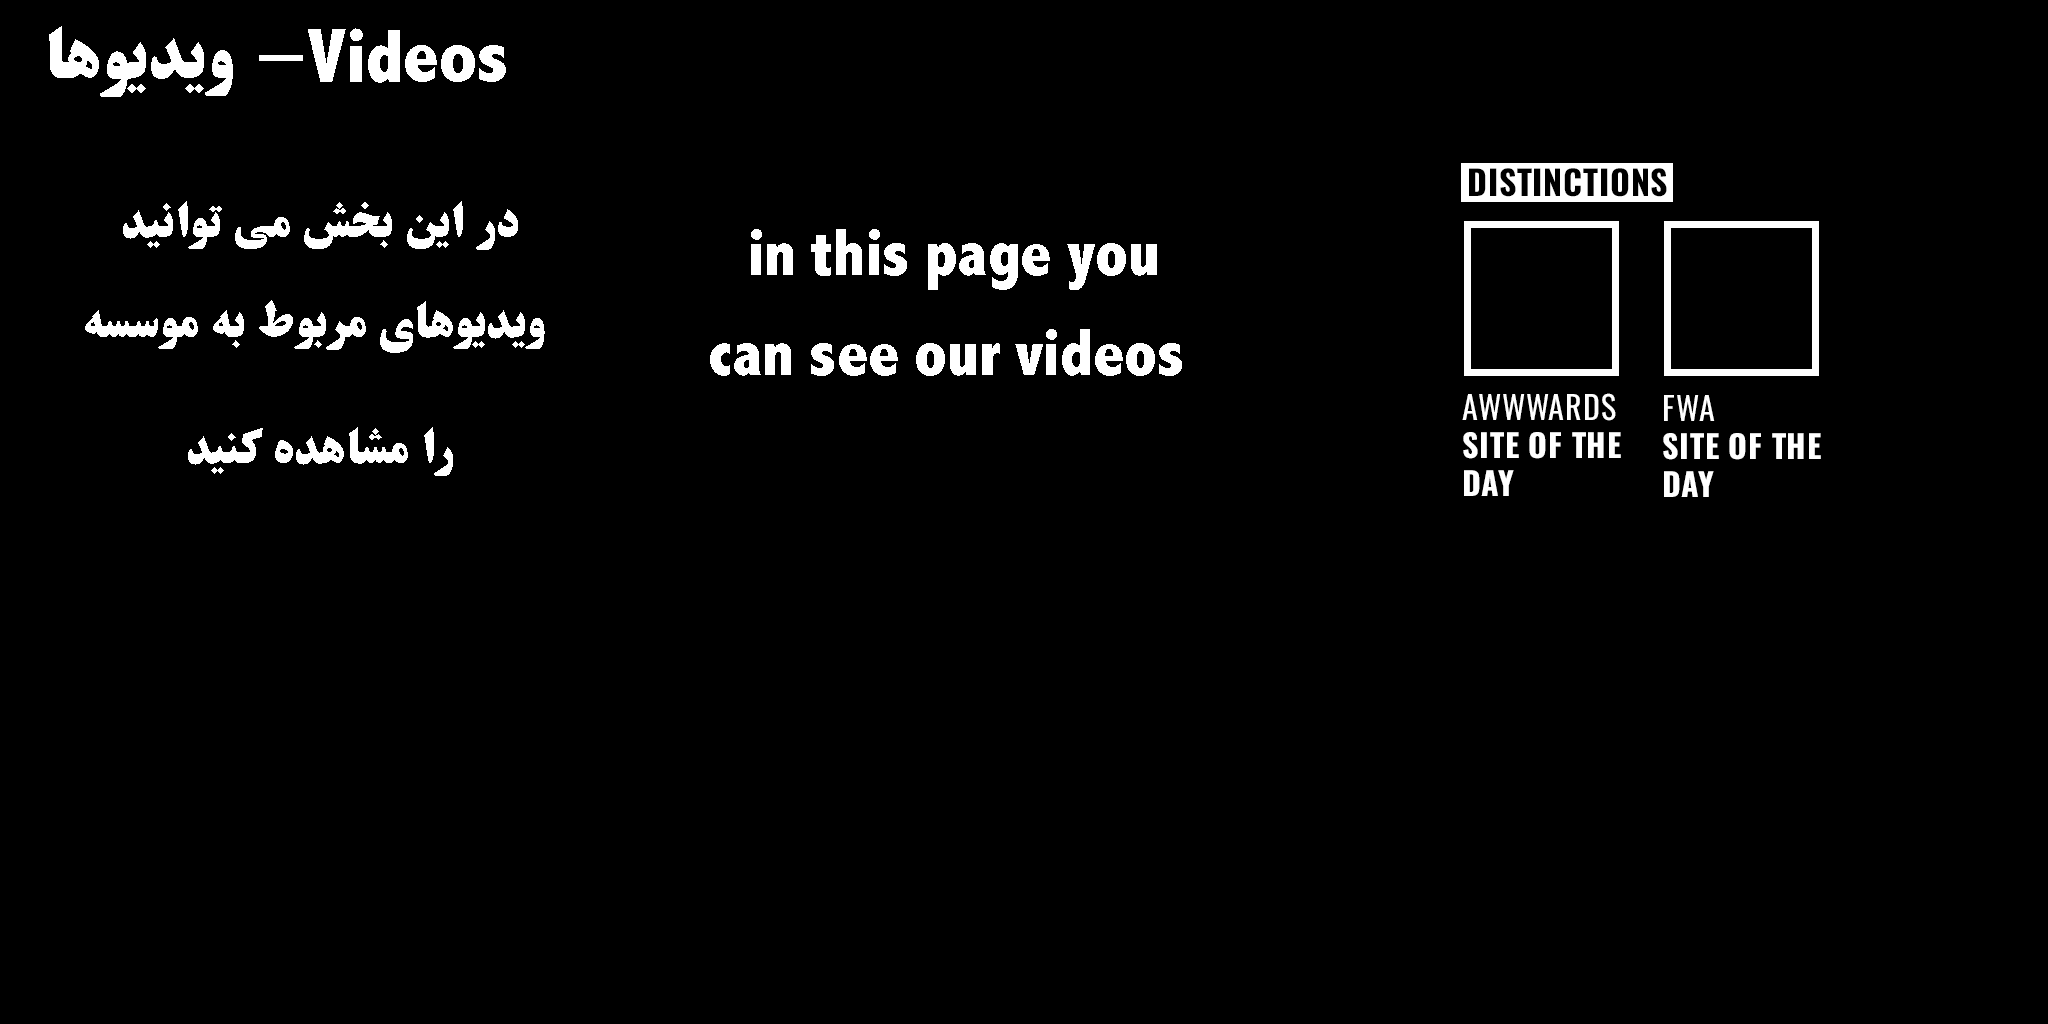 ویدیوها –Videos
در این بخش می توانید
ویدیوهای مربوط به موسسه
را مشاهده کنید
in this page you
can see our videos
DISTINCTIONS
AWWWARDS
SITE OF THE
DAY
FWA
SITE OF THE
DAY